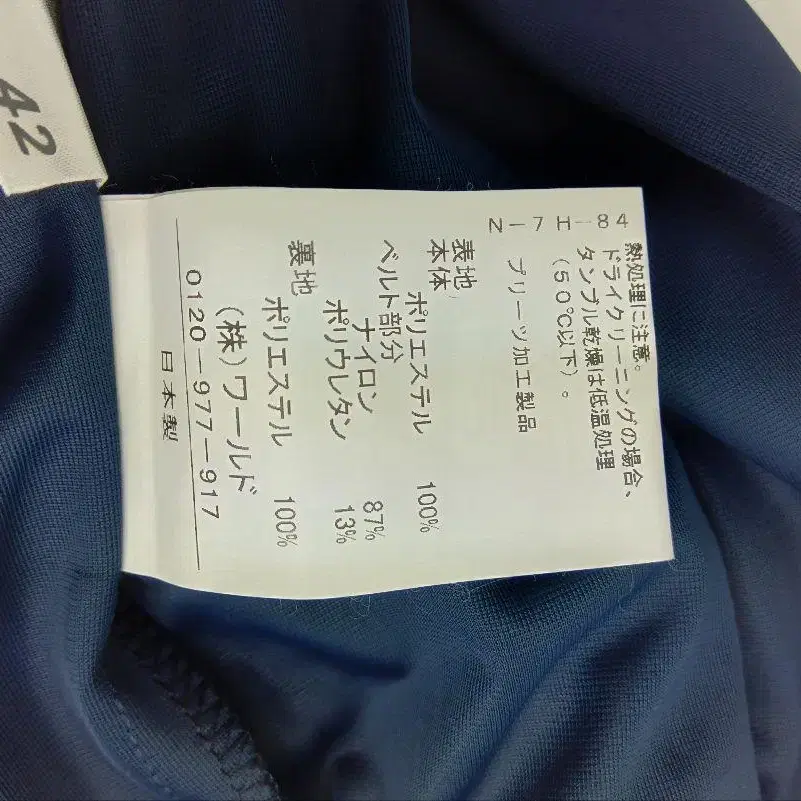 42
熱処理に注意。
ドライクリーニングの場合、
タンブル乾燥は低温処理
(50℃以下)。
プリーツ加工製品
N-7H-84
表地
本体
ポリエステル 100%
ベルト部分
ナイロン 87%
ポリウレタン 13%
裏地
ポリエステル 100%
(株)ワールド
0120-977-917
日本製